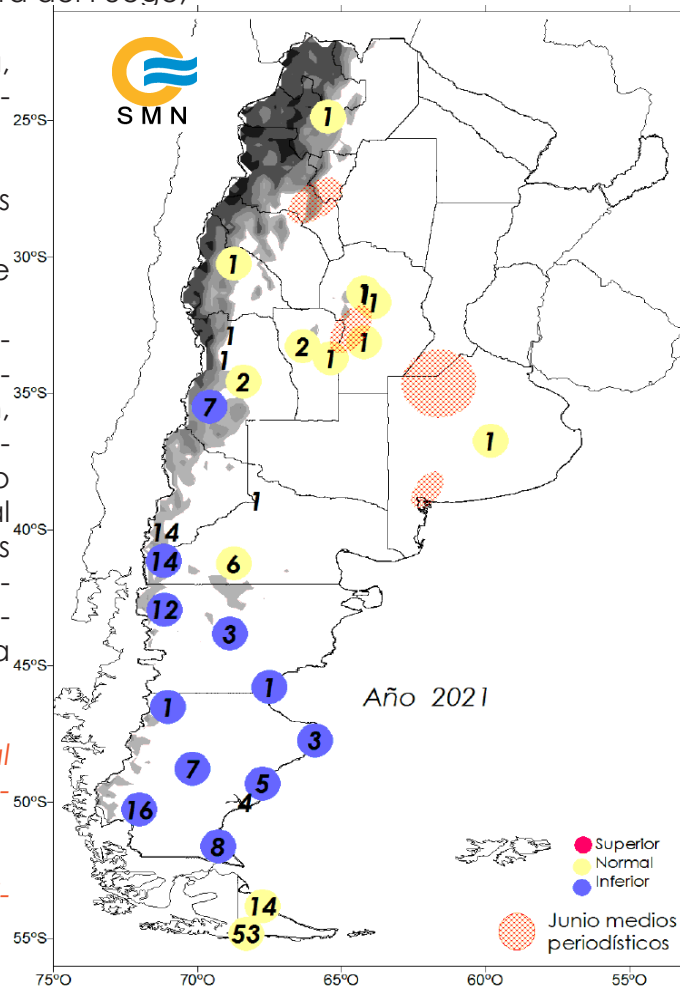 SMN
25ºS
30ºS
35ºS
40ºS
45ºS
50ºS
55ºS
75ºO
70ºO
65ºO
60ºO
55ºO
1
1
1
1
1
1
1
2
1
1
2
7
1
1
14
14
6
12
3
1
1
3
7
5
4
16
8
14
53
Año 2021
Superior
Normal
Inferior
Junio medios
periodísticos